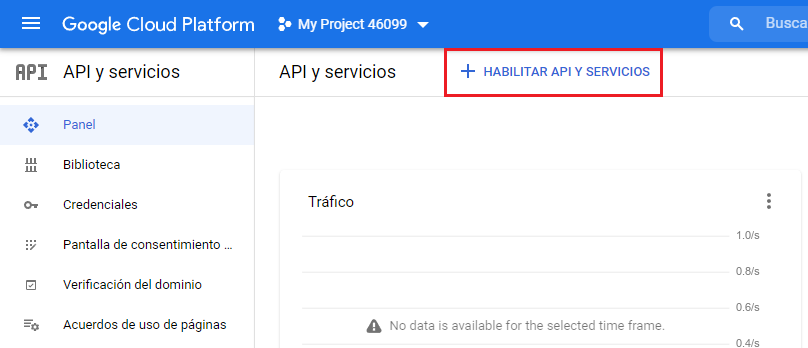 Google Cloud Platform My Project 46099 Busca
API API y servicios
API y servicios + HABILITAR API Y SERVICIOS
Panel
Biblioteca
Credenciales
Pantalla de consentimiento ...
Verificación del dominio
Acuerdos de uso de páginas
Tráfico
1.0/s
0.8/s
0.6/s
No data is available for the selected time frame.
0.4/s